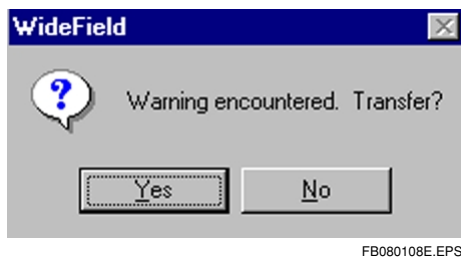 WideField
?
Warning encountered.  Transfer?
Yes
No
FB080108E.EPS